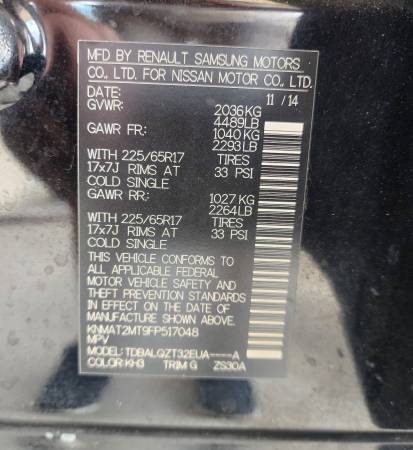 MFD BY RENAULT SAMSUNG MOTORS
CO., LTD. FOR NISSAN MOTOR CO., LTD.
DATE: 11 / 14
GVWR: 2036 KG
4489LB
GAWR FR: 1040 KG
2293 LB
WITH 225/65R17 TIRES
17x7J RIMS AT 33 PSI
COLD SINGLE
GAWR RR: 1027 KG
2264LB
WITH 225/65R17 TIRES
17x7J RIMS AT 33 PSI
COLD SINGLE
THIS VEHICLE CONFORMS TO
ALL APPLICABLE FEDERAL
MOTOR VEHICLE SAFETY AND
THEFT PREVENTION STANDARDS
IN EFFECT ON THE DATE OF
MANUFACTURE SHOWN ABOVE.
KNMAT2MT9FP517048
MPV
MODEL: TDBALQZT32EUA----A
COLOR: KH3 TRIM G ZS30A